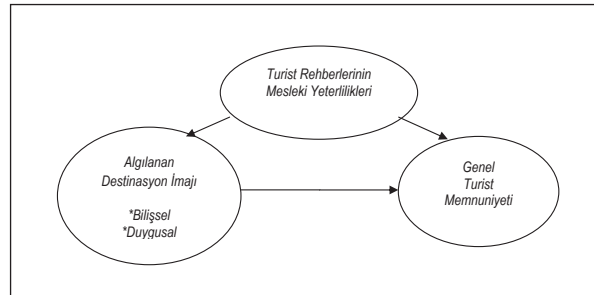 Turist Rehberlerinin
Mesleki Yeterlilikleri
Algılanan
Destinasyon İmajı
*Bilişsel
*Duygusal
Genel
Turist
Memnuniyeti